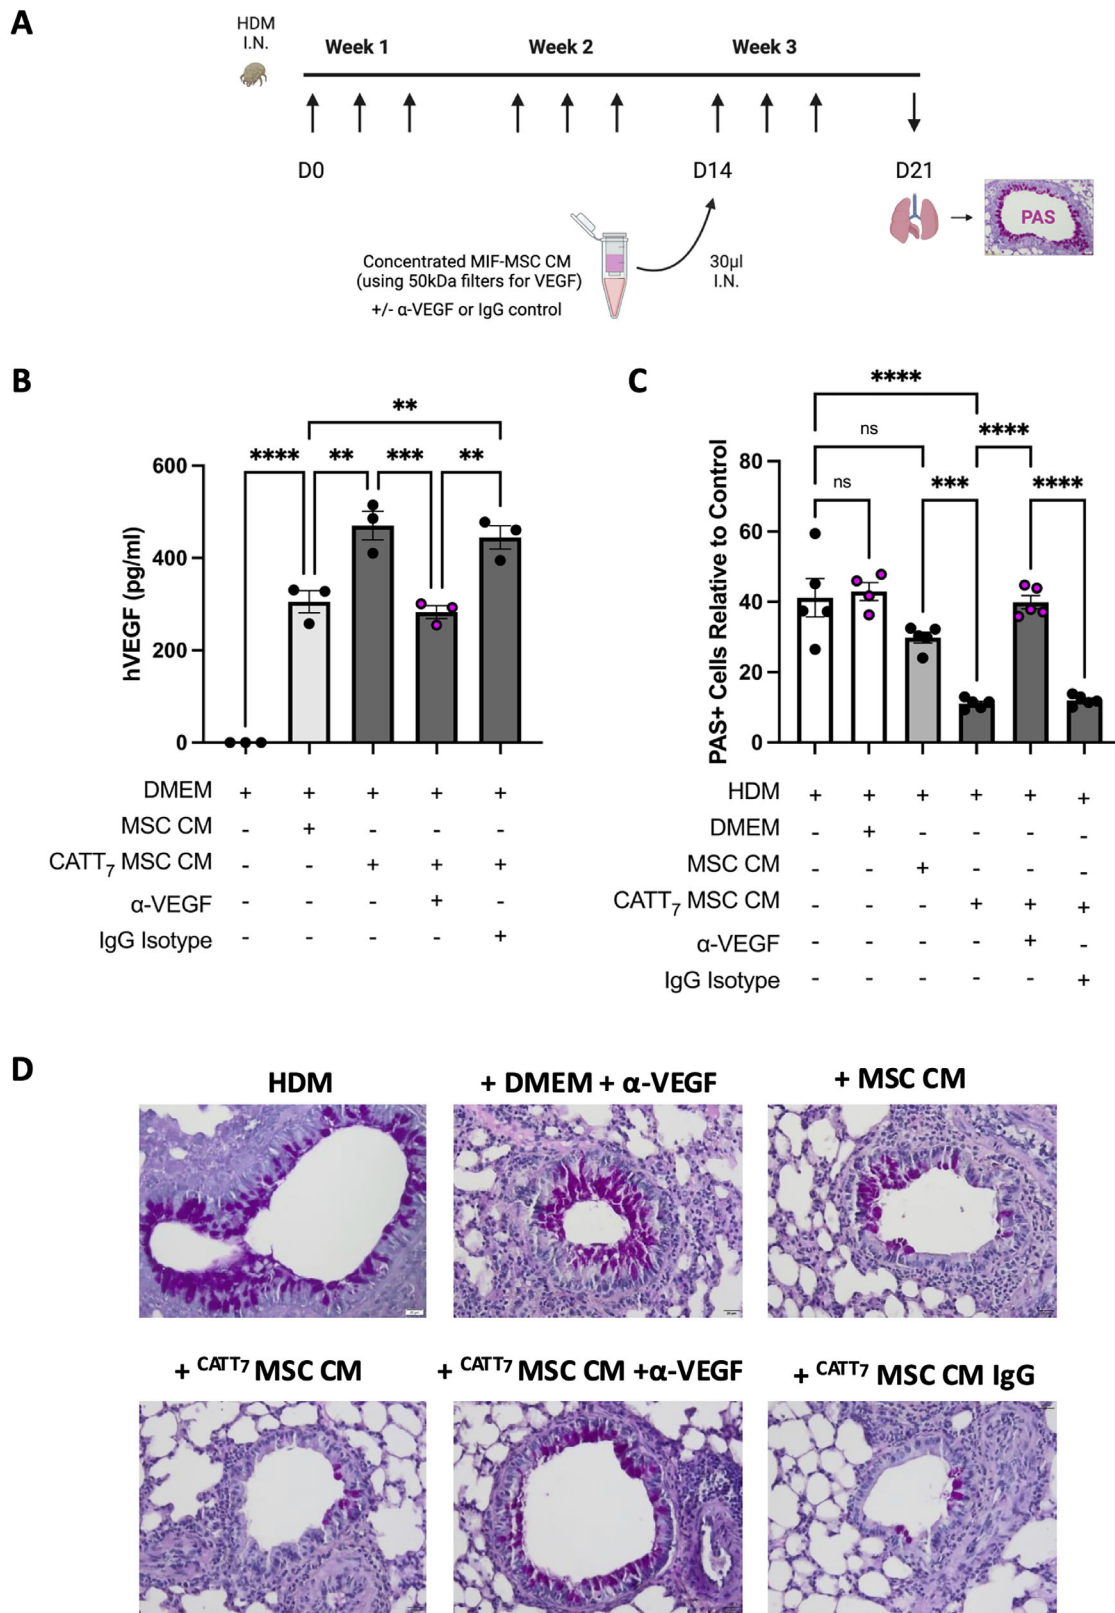 A
HDM
I.N.
Week 1 Week 2 Week 3
D0 D14 D21
PAS
Concentrated MIF-MSC CM
(using 50kDa filters for VEGF)
+/- α-VEGF or IgG control
30μl
I.N.
B
** 
**** ** *** **
hVEGF (pg/ml)
600
400
200
0
DMEM + + + + +
MSC CM - + - - -
CATT7 MSC CM - - + + +
α-VEGF - - - + -
IgG Isotype - - - - +
C
****
ns ****
ns *** ****
PAS+ Cells Relative to Control
80
60
40
20
0
HDM + + + + + +
DMEM - + - - - -
MSC CM - - + - - -
CATT7 MSC CM - - - + + +
α-VEGF - - - - + -
IgG Isotype - - - - - +
D
HDM + DMEM + α-VEGF + MSC CM
+ CATT7 MSC CM + CATT7 MSC CM +α-VEGF + CATT7 MSC CM IgG